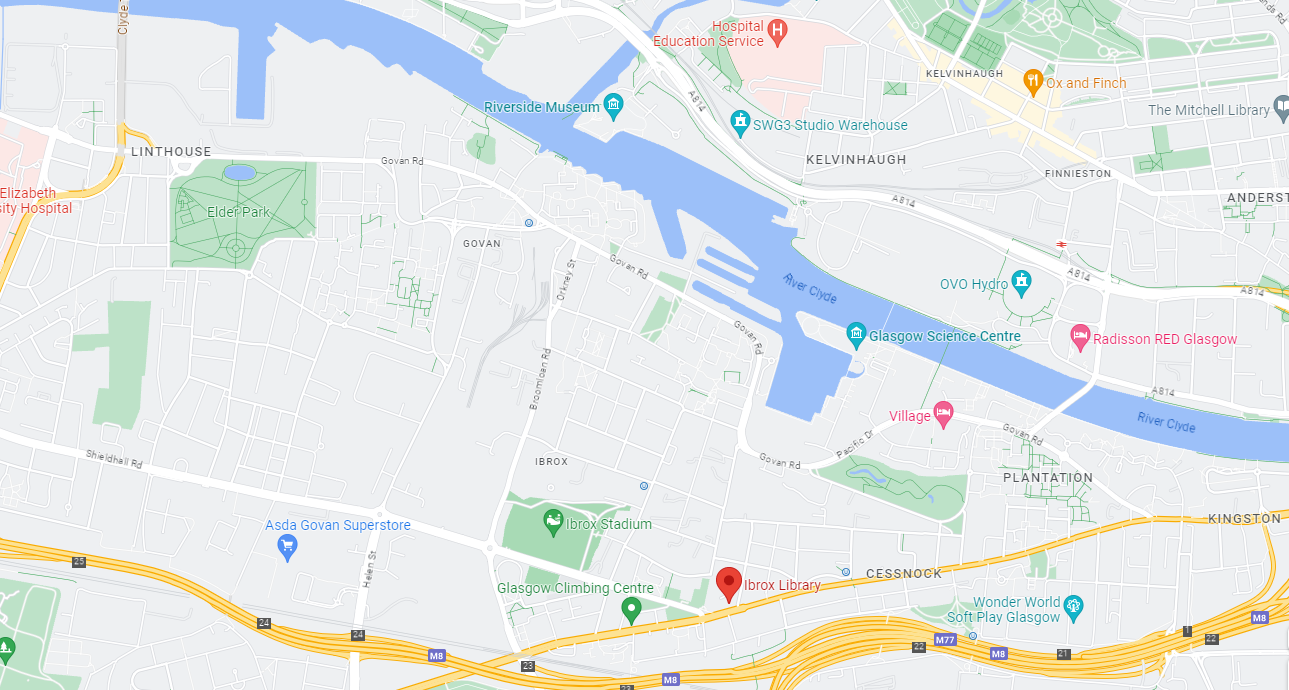 Clyde
Hospital
Education Service
KELVINHAUGH
Ox and Finch
A814
Riverside Museum
The Mitchell Library
SWG3 Studio Warehouse
LINTHOUSE
Govan Rd
KELVINHAUGH
FINNIESTON
Elizabeth
sity Hospital
A814
ANDERST
Elder Park
GOVAN
Govan Rd
Orkney St
A814
OVO Hydro
River Clyde
A814
Govan Rd
Glasgow Science Centre
Radisson RED Glasgow
Broomloan Rd
A814
Village
River Clyde
Govan Rd
Pacific Dr
Shieldhall Rd
IBROX
Govan Rd
PLANTATION
Asda Govan Superstore
Ibrox Stadium
KINGSTON
25
Helen St
Glasgow Climbing Centre
Ibrox Library
CESSNOCK
Wonder World
Soft Play Glasgow
24
24
M8
M77
22
M8
21
1
22
M8
23
M8
23